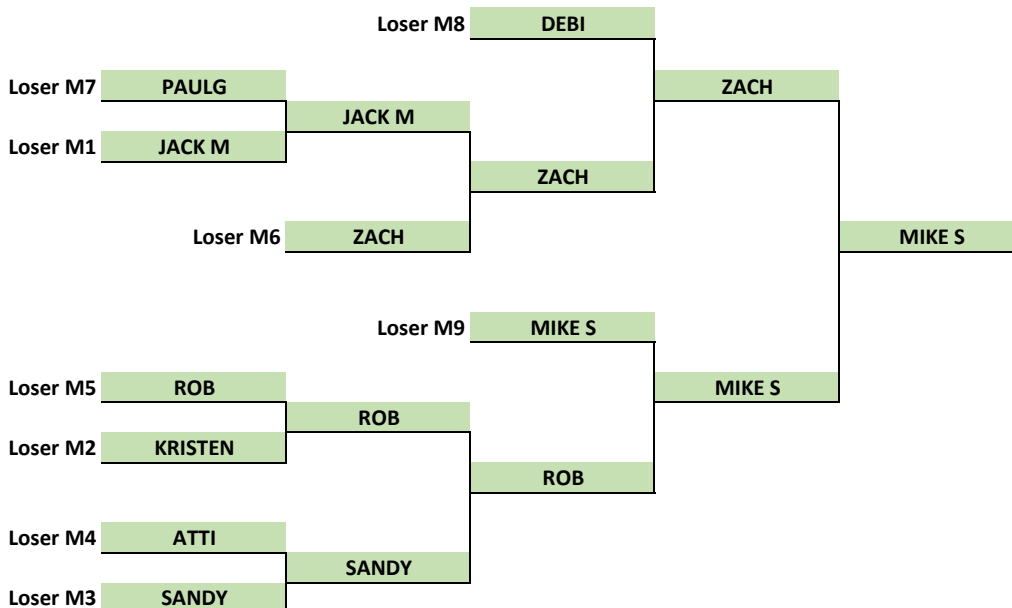 Loser M8 DEBI
Loser M7 PAULG ZACH
JACK M
Loser M1 JACK M
ZACH
Loser M6 ZACH MIKE S
Loser M9 MIKE S
Loser M5 ROB MIKE S
ROB
Loser M2 KRISTEN
ROB
Loser M4 ATTI
SANDY
Loser M3 SANDY